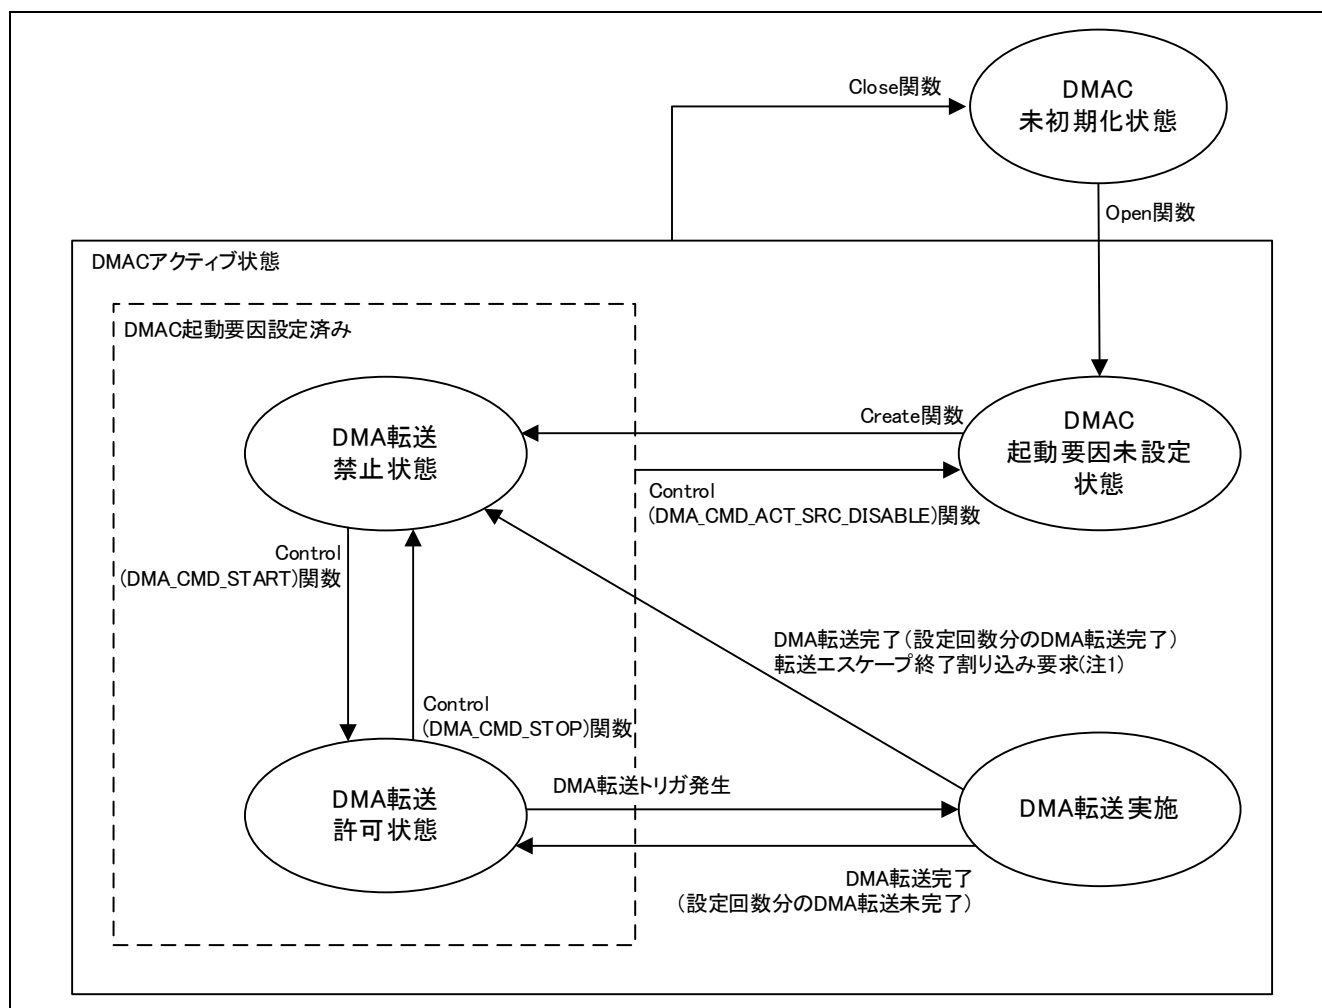 Close関数
DMAC
未初期化状態
Open関数
DMACアクティブ状態
DMAC起動要因設定済み
DMA転送
禁止状態
Create関数
DMAC
起動要因未設定
状態
Control
(DMA_CMD_ACT_SRC_DISABLE)関数
Control
(DMA_CMD_START)関数
DMA転送完了(設定回数分のDMA転送完了)
転送エスケープ終了割り込み要求(注1)
Control
(DMA_CMD_STOP)関数
DMA転送
許可状態
DMA転送トリガ発生
DMA転送実施
DMA転送完了
(設定回数分のDMA転送未完了)